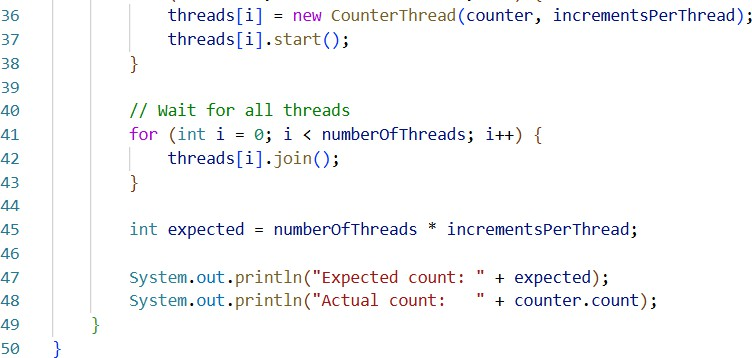 36 threads[i] = new CounterThread(counter, incrementsPerThread);
37 threads[i].start();
38 }
39
40 // Wait for all threads
41 for (int i = 0; i < numberOfThreads; i++) {
42 threads[i].join();
43 }
44
45 int expected = numberOfThreads * incrementsPerThread;
46
47 System.out.println("Expected count: " + expected);
48 System.out.println("Actual count:   " + counter.count);
49 }
50 }